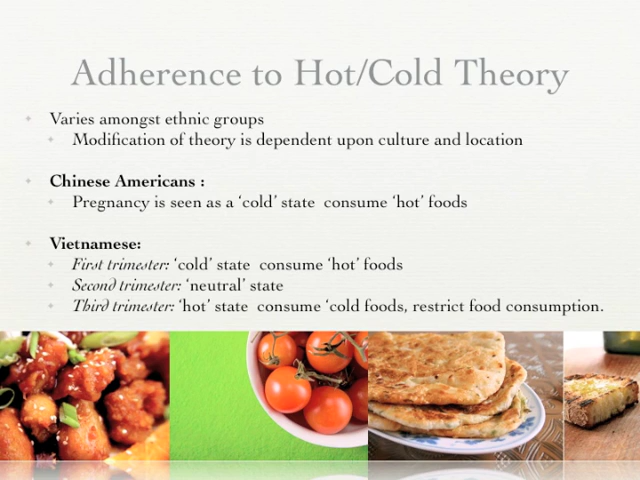 Adherence to Hot/Cold Theory
Varies amongst ethnic groups
Modification of theory is dependent upon culture and location
Chinese Americans :
Pregnancy is seen as a ‘cold’ state  consume ‘hot’ foods
Vietnamese:
First trimester: ‘cold’ state  consume ‘hot’ foods
Second trimester: ‘neutral’ state
Third trimester: ‘hot’ state  consume ‘cold foods, restrict food consumption.